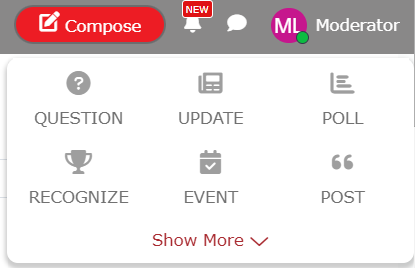 Compose NEW ML Moderator
QUESTION UPDATE POLL
RECOGNIZE EVENT POST
Show More